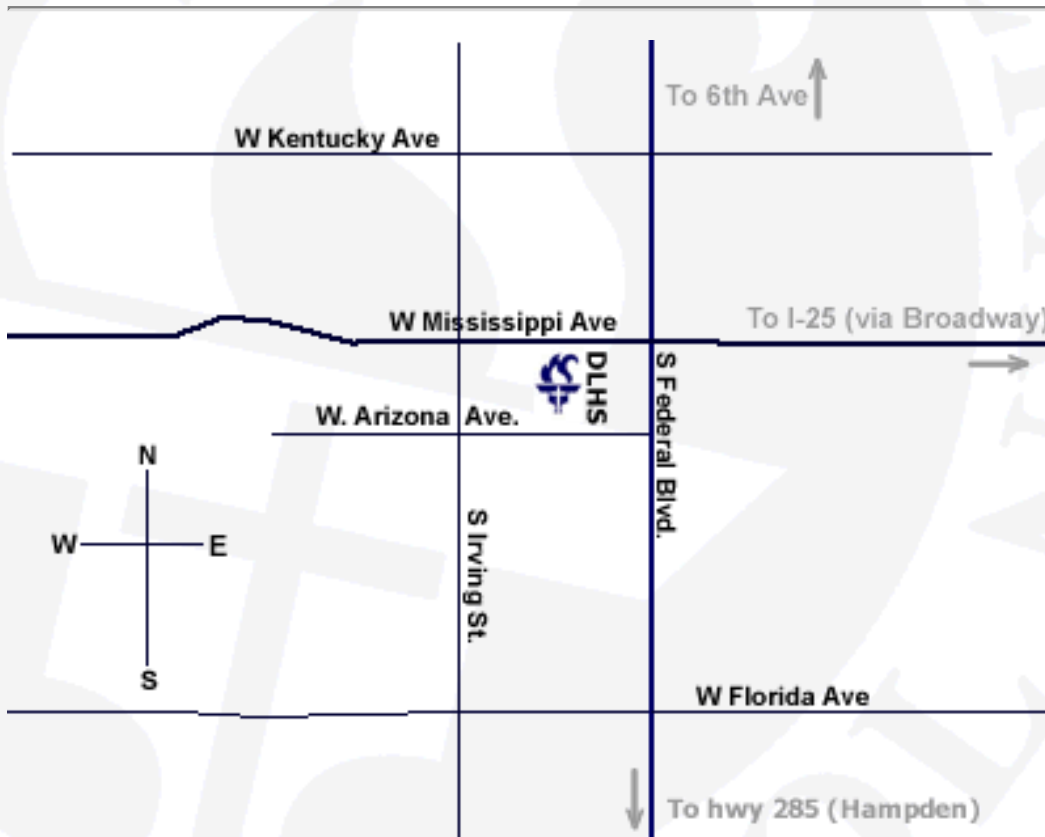 To 6th Ave
W Kentucky Ave
To I-25 (via Broadway)
W Mississippi Ave
DLHS
S Federal Blvd.
W. Arizona Ave.
N
W
E
S Irving St.
S
W Florida Ave
To hwy 285 (Hampden)